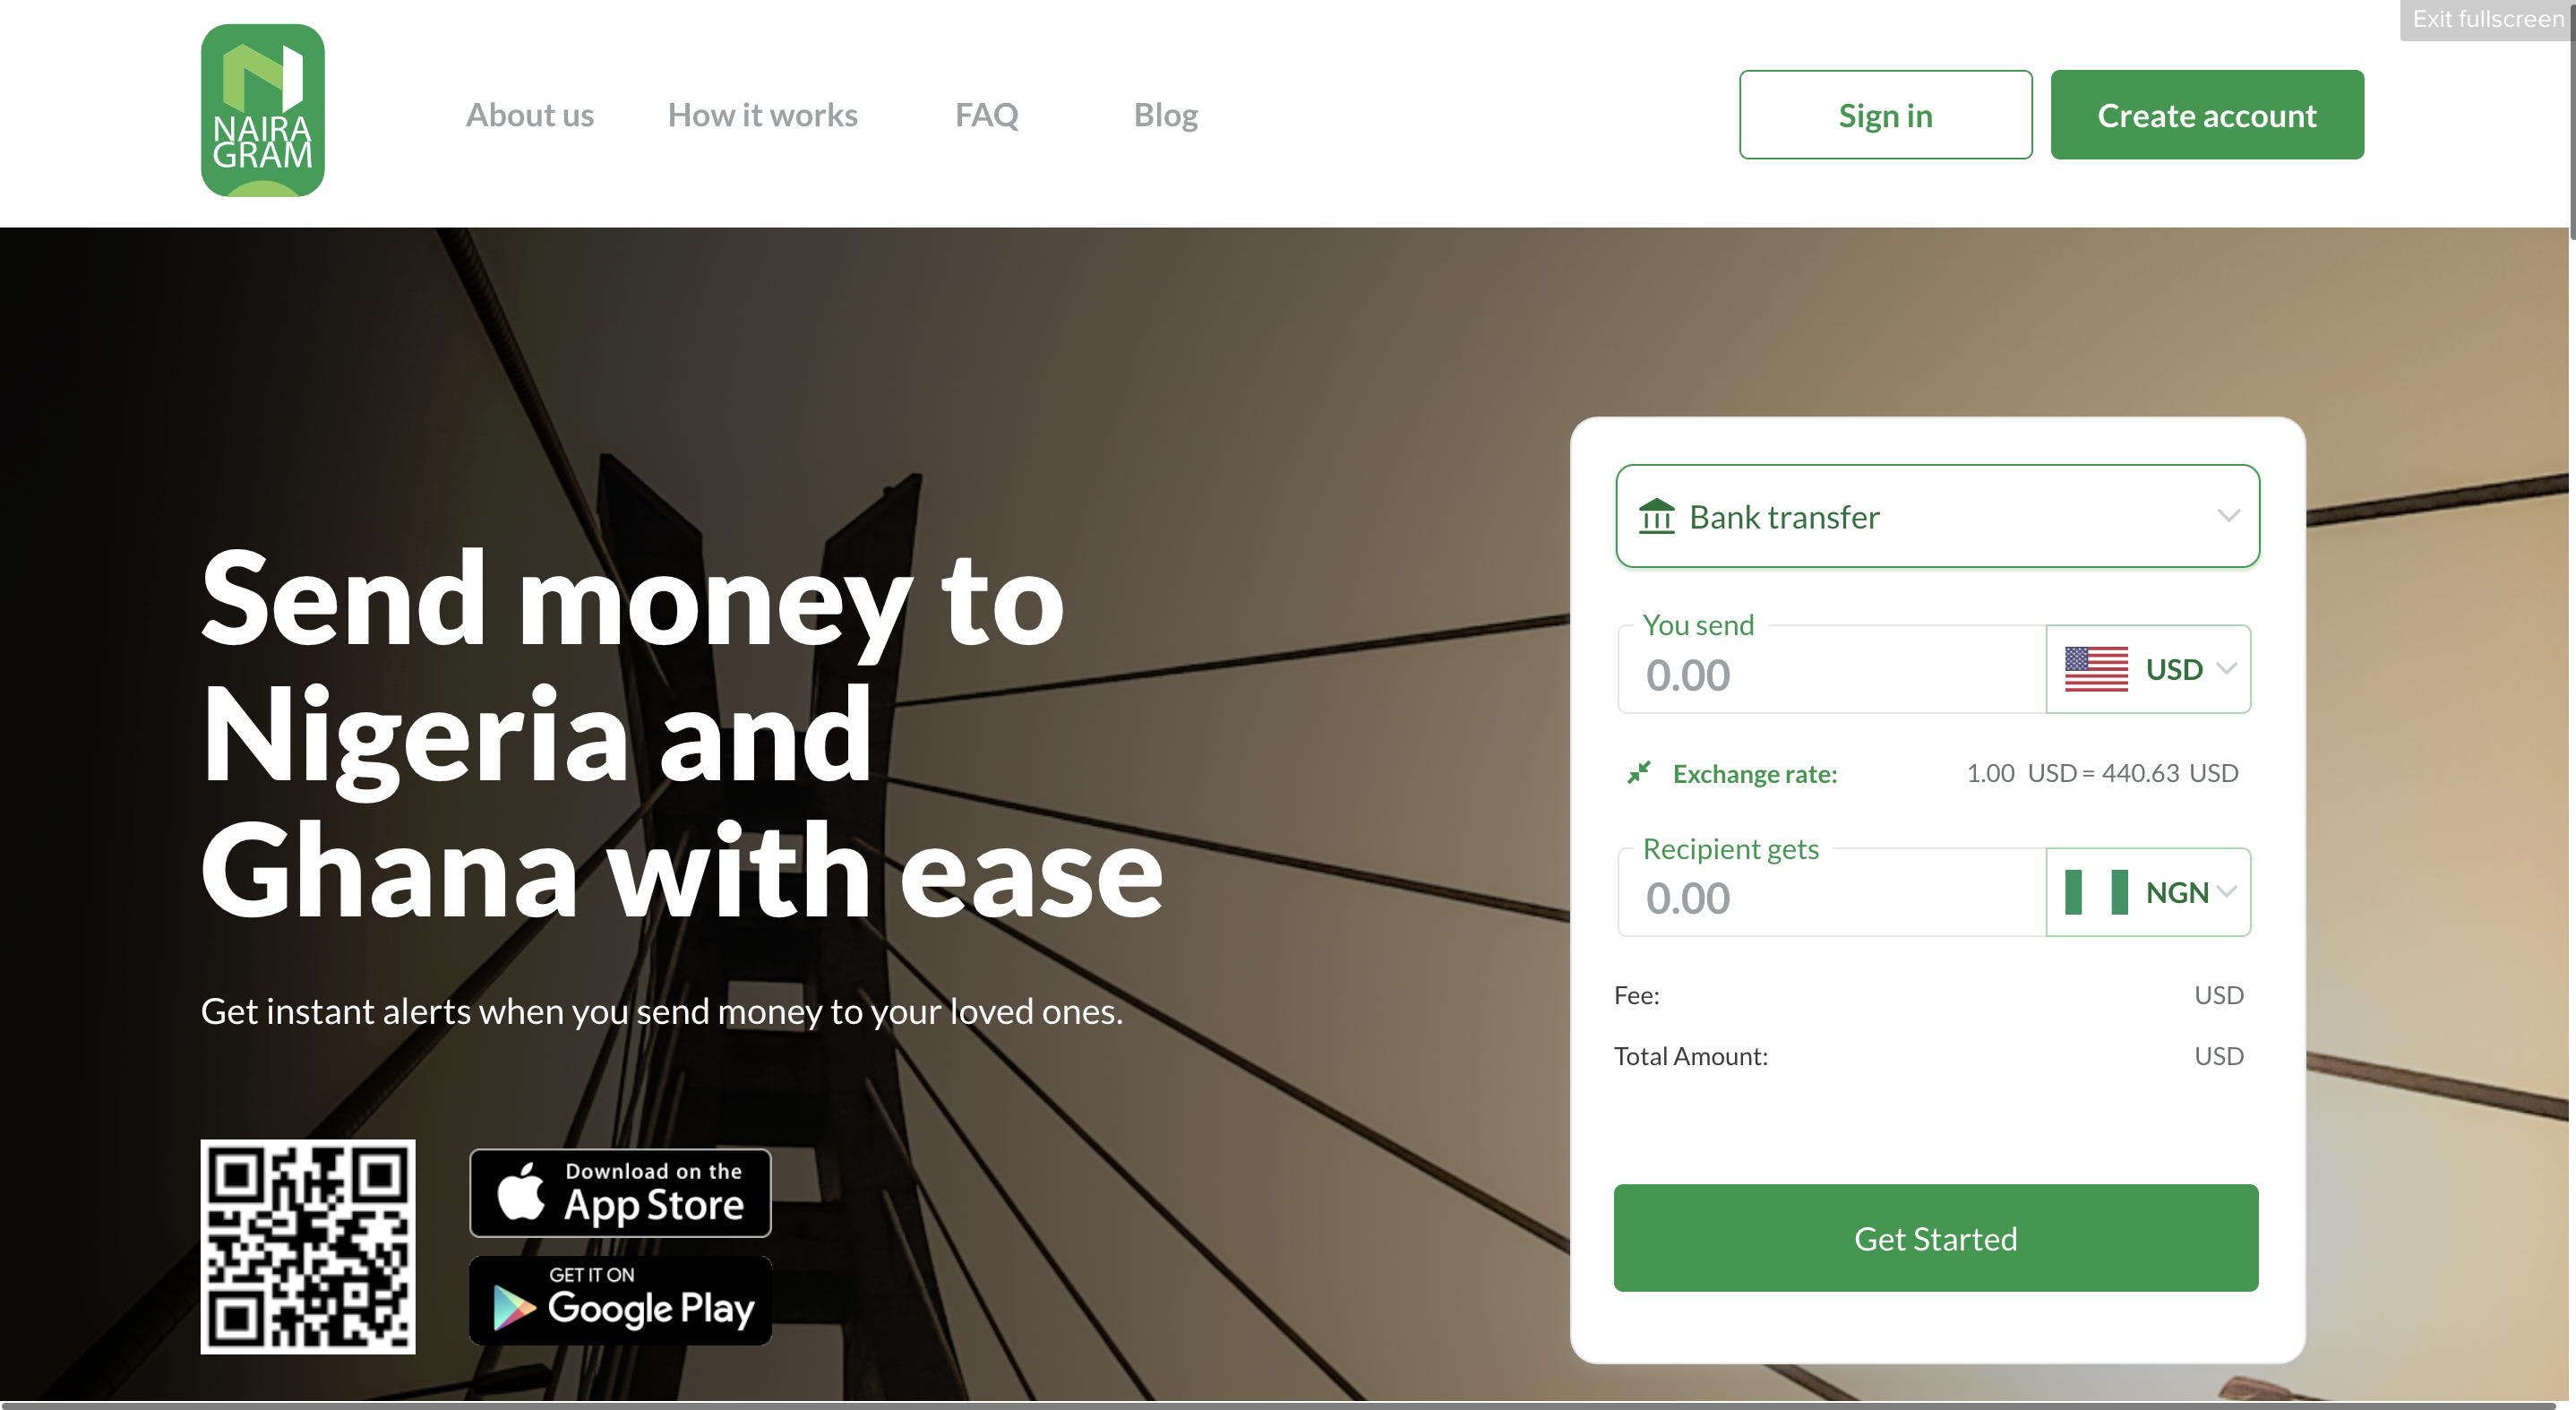 Exit fullscreen
NAIRA
GRAM
About us
How it works
FAQ
Blog
Sign in
Create account
Send money to
Nigeria and
Ghana with ease
Get instant alerts when you send money to your loved ones.
Download on the
App Store
GET IT ON
Google Play
Bank transfer
You send
0.00
USD
Exchange rate:
1.00 USD = 440.63 USD
Recipient gets
0.00
NGN
Fee:
USD
Total Amount:
USD
Get Started